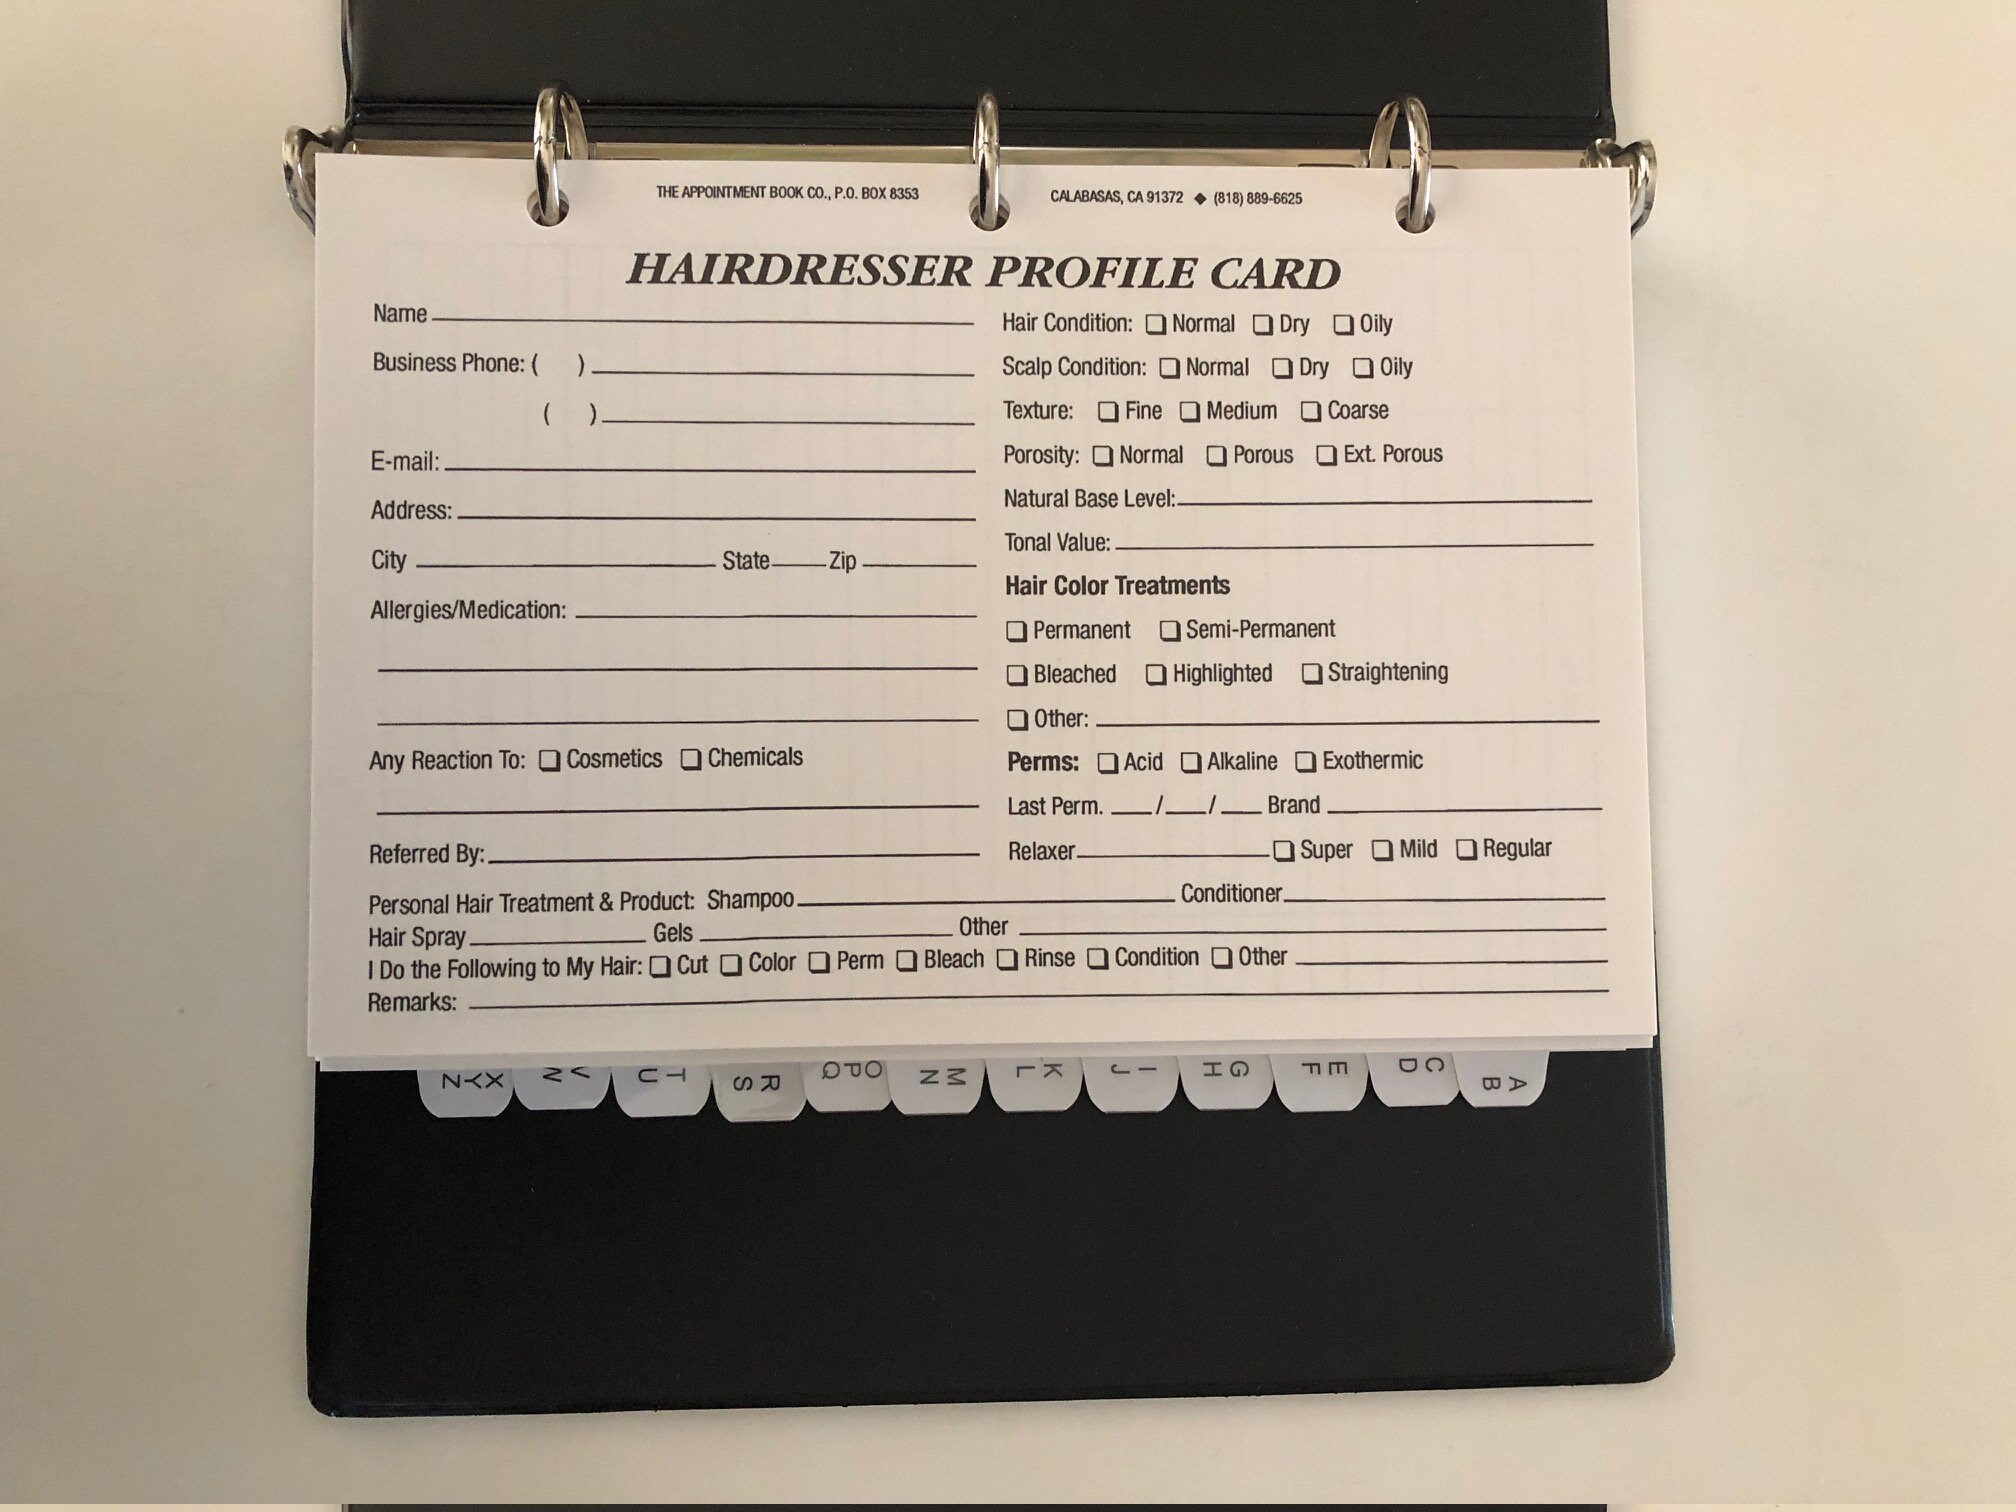 THE APPOINTMENT BOOK CO., P.O. BOX 8353 CALABASAS, CA 91372 ◆ (818) 889-6625
HAIRDRESSER PROFILE CARD
Name
Business Phone: ( )
( )
E-mail:
Address:
City State Zip
Allergies/Medication:
Any Reaction To: ❏ Cosmetics ❏ Chemicals
Referred By:
Hair Condition: ❏ Normal ❏ Dry ❏ Oily
Scalp Condition: ❏ Normal ❏ Dry ❏ Oily
Texture: ❏ Fine ❏ Medium ❏ Coarse
Porosity: ❏ Normal ❏ Porous ❏ Ext. Porous
Natural Base Level:
Tonal Value:
Hair Color Treatments
❏ Permanent ❏ Semi-Permanent
❏ Bleached ❏ Highlighted ❏ Straightening
❏ Other:
Perms: ❏ Acid ❏ Alkaline ❏ Exothermic
Last Perm. / / Brand
Relaxer ❏ Super ❏ Mild ❏ Regular
Personal Hair Treatment & Product: Shampoo Conditioner
Hair Spray Gels Other
I Do the Following to My Hair: ❏ Cut ❏ Color ❏ Perm ❏ Bleach ❏ Rinse ❏ Condition ❏ Other
Remarks:
A B
C D
E F
G H
I J
K L
M N
OPQ
R S
T U
V W
XYZ